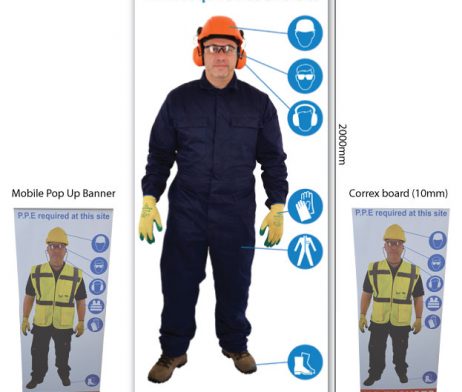 2000mm
Mobile Pop Up Banner
Correx board (10mm)
P.P.E required at this site
P.P.E required at this site